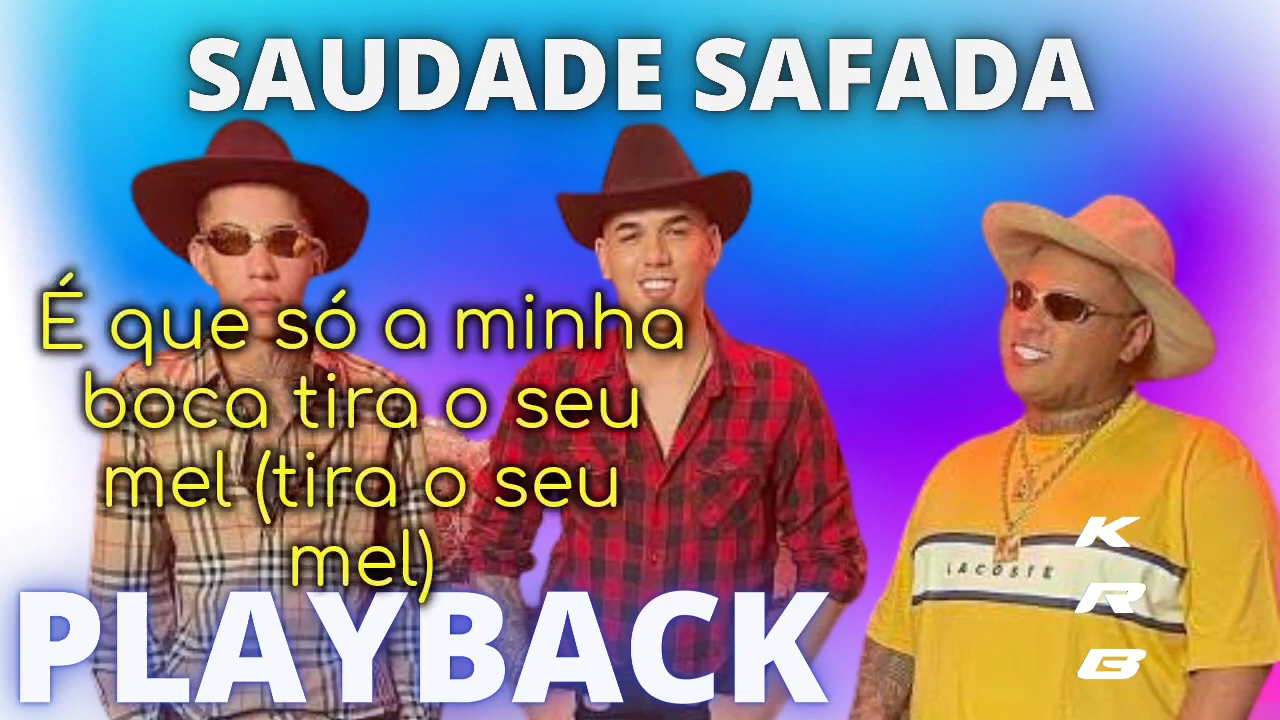 SAUDADE SAFADA
É que só a minha
boca tira o seu
mel (tira o seu
mel)
LACOSTE
K
R
B
PLAYBACK